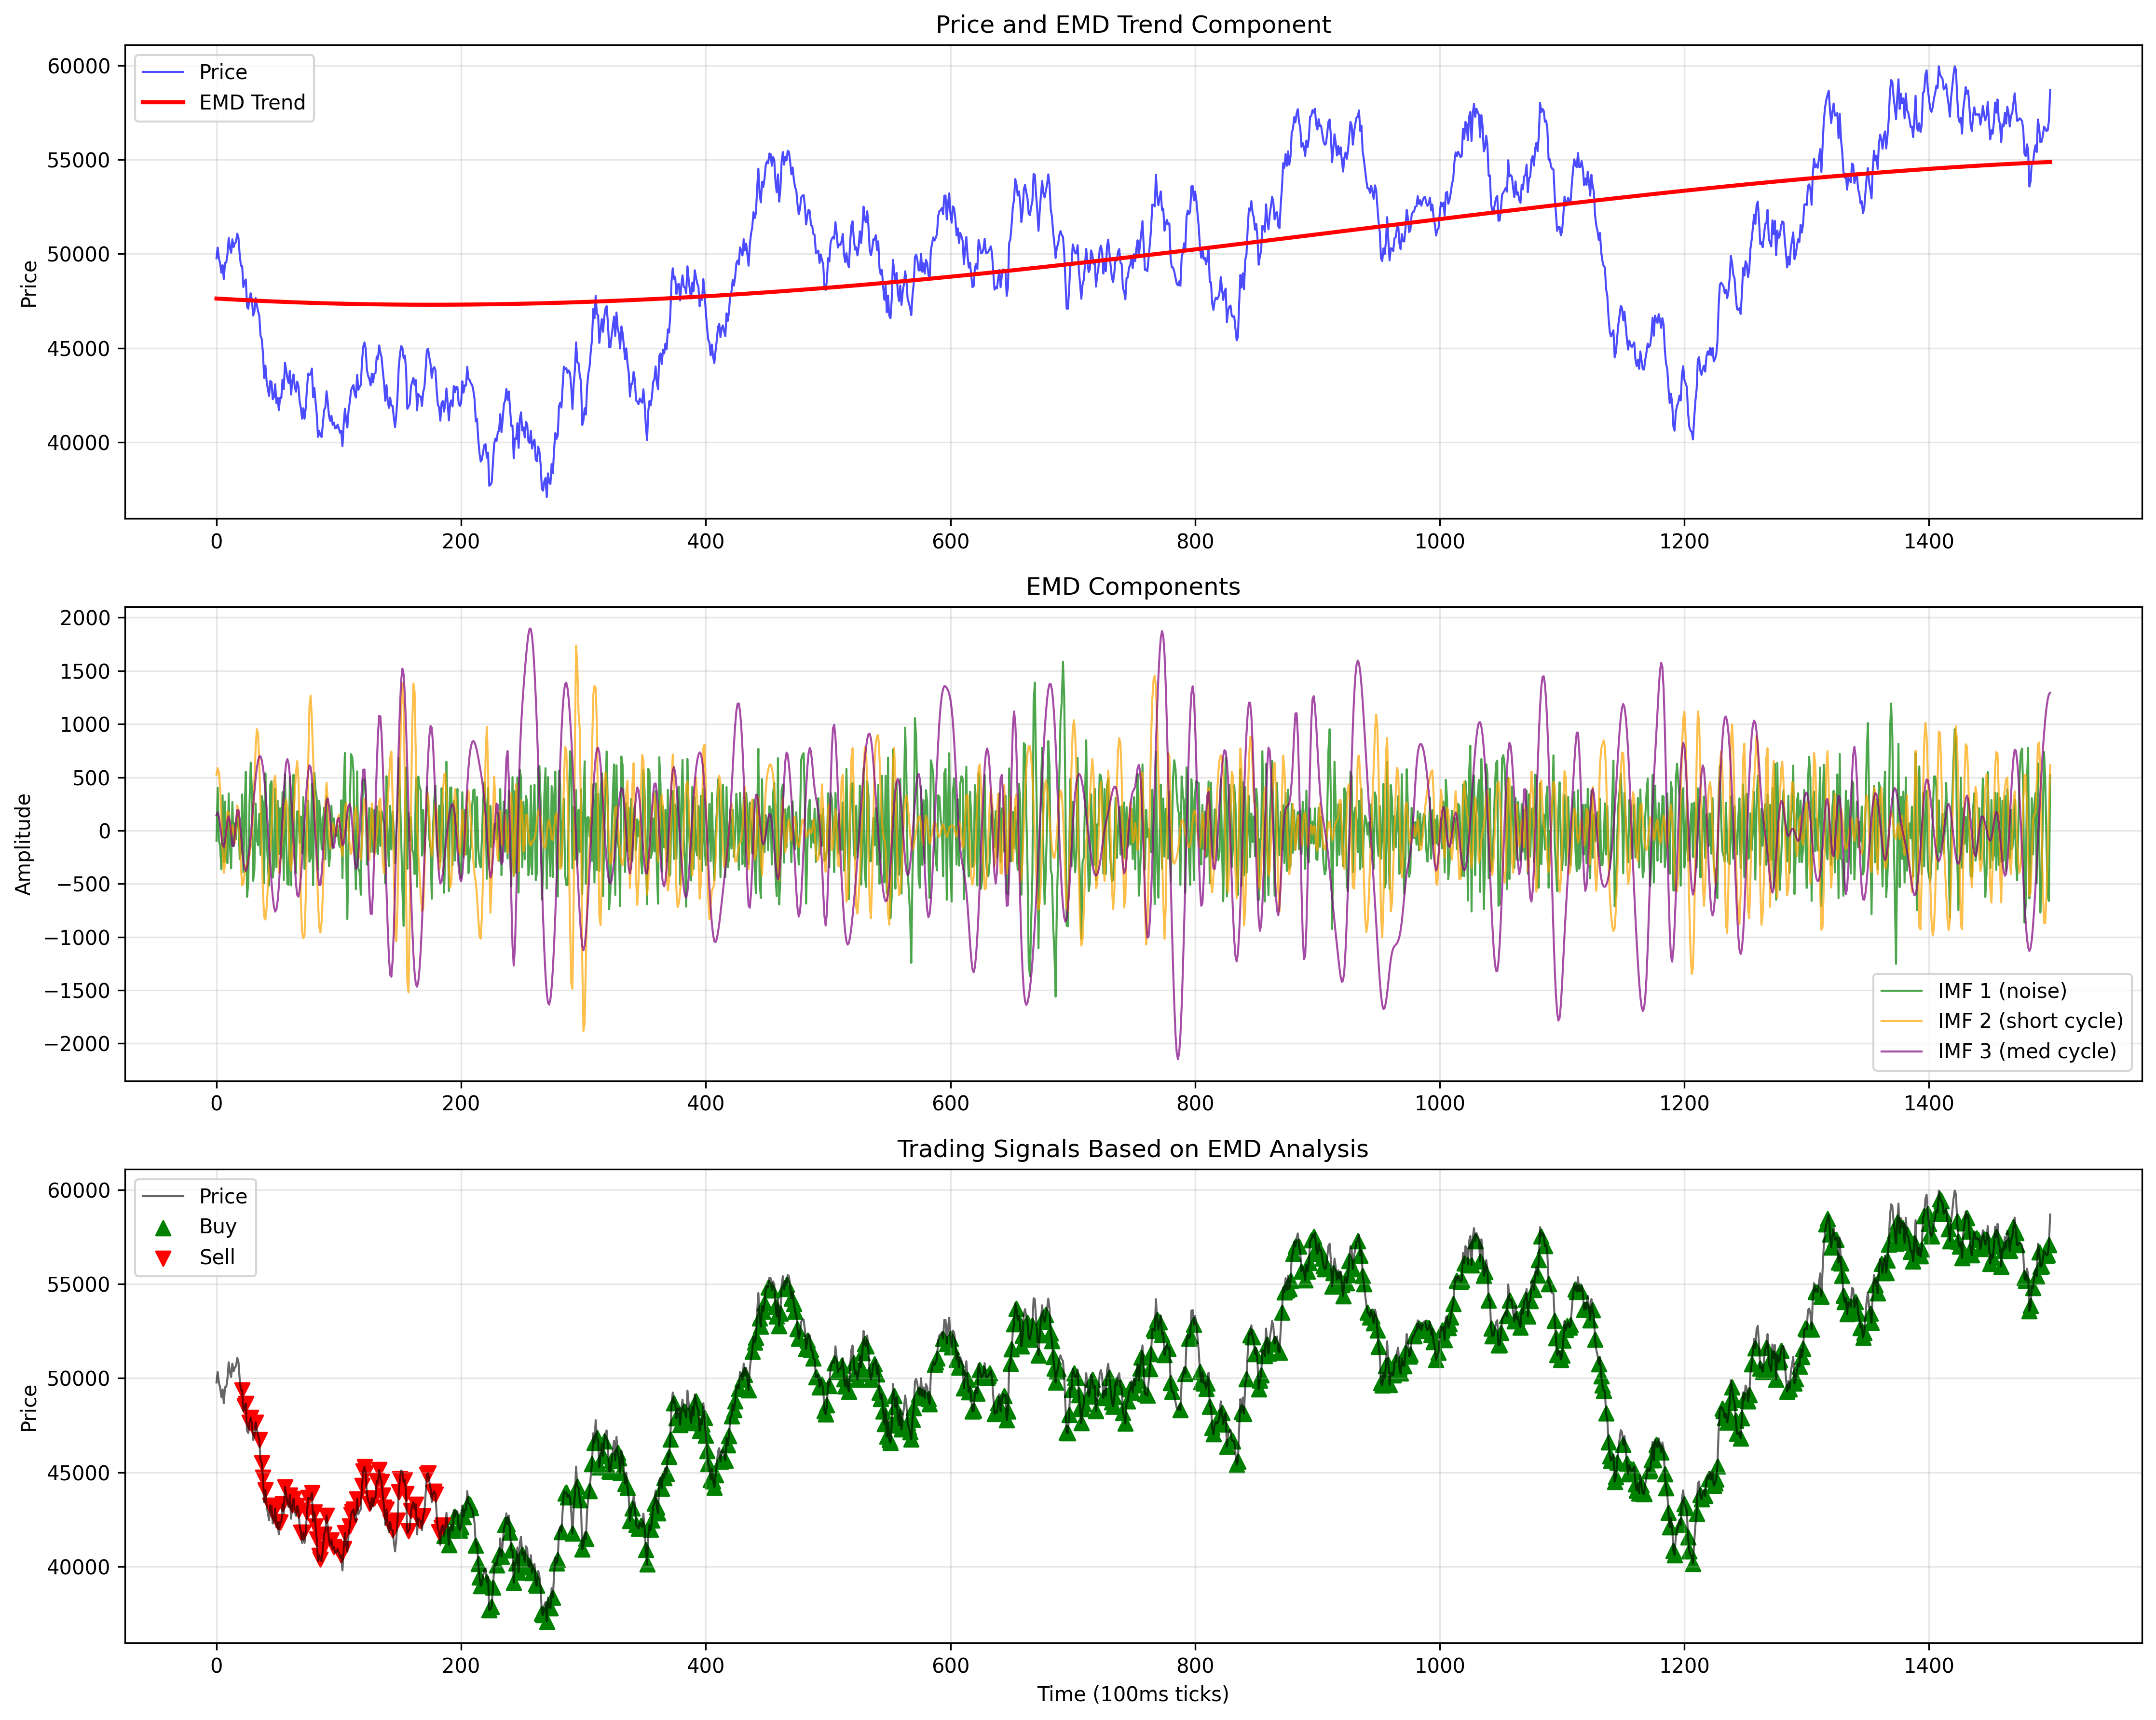 Price and EMD Trend Component
Price
EMD Trend
60000
55000
50000
45000
40000
Price
0 200 400 600 800 1000 1200 1400
EMD Components
2000
1500
1000
500
0
−500
−1000
−1500
−2000
Amplitude
IMF 1 (noise)
IMF 2 (short cycle)
IMF 3 (med cycle)
0 200 400 600 800 1000 1200 1400
Trading Signals Based on EMD Analysis
Price
Buy
Sell
60000
55000
50000
45000
40000
Price
0 200 400 600 800 1000 1200 1400
Time (100ms ticks)